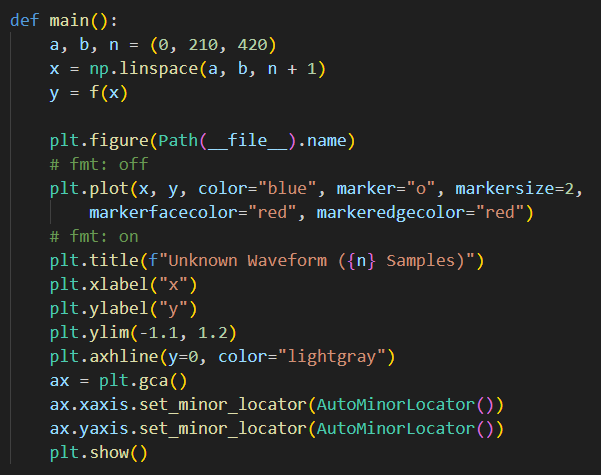 def main():
    a, b, n = (0, 210, 420)
    x = np.linspace(a, b, n + 1)
    y = f(x)

    plt.figure(Path(__file__).name)
    # fmt: off
    plt.plot(x, y, color="blue", marker="o", markersize=2,
        markerfacecolor="red", markeredgecolor="red")
    # fmt: on
    plt.title(f"Unknown Waveform ({n} Samples)")
    plt.xlabel("x")
    plt.ylabel("y")
    plt.ylim(-1.1, 1.2)
    plt.axhline(y=0, color="lightgray")
    ax = plt.gca()
    ax.xaxis.set_minor_locator(AutoMinorLocator())
    ax.yaxis.set_minor_locator(AutoMinorLocator())
    plt.show()